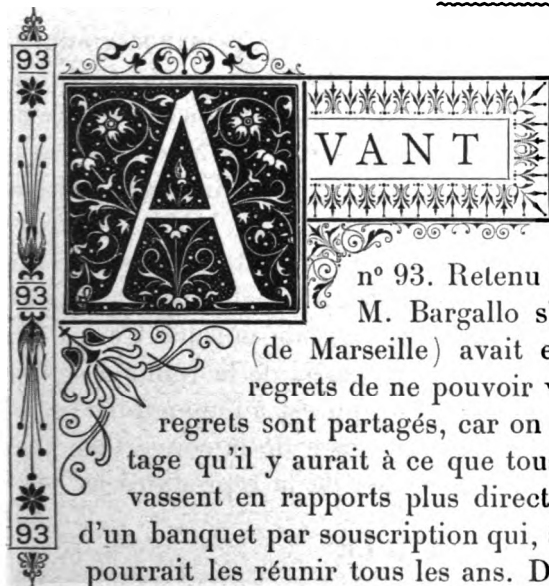 93
AVANT
n° 93. Retenu
M. Bargallo s
(de Marseille) avait e
regrets de ne pouvoir v
regrets sont partagés, car on
tage qu'il y aurait à ce que tou
vassent en rapports plus direct
d'un banquet par souscription qui,
pourrait les réunir tous les ans. D
93
93